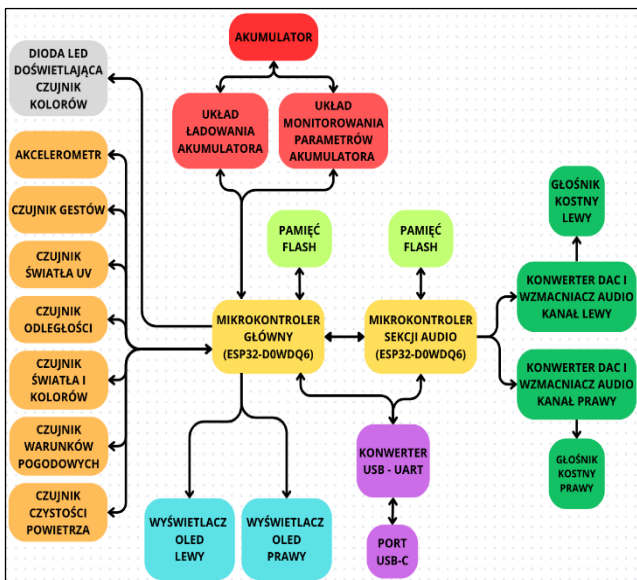 AKUMULATOR
DIODA LED
DOŚWIETLAJĄCA
CZUJNIK
KOLORÓW
UKŁAD
ŁADOWANIA
AKUMULATORA
UKŁAD
MONITOROWANIA
PARAMETRÓW
AKUMULATORA
AKCELEROMETR
CZUJNIK GESTÓW
CZUJNIK
ŚWIATŁA UV
CZUJNIK
ODLEGŁOŚCI
CZUJNIK
ŚWIATŁA I
KOLORÓW
CZUJNIK
WARUNKÓW
POGODOWYCH
CZUJNIK
CZYSTOŚCI
POWIETRZA
PAMIĘĆ
FLASH
PAMIĘĆ
FLASH
MIKROKONTROLER
GŁÓWNY
(ESP32-D0WDQ6)
MIKROKONTROLER
SEKCJI AUDIO
(ESP32-D0WDQ6)
GŁOŚNIK
KOSTNY
LEWY
KONWERTER DAC I
WZMACNIACZ AUDIO
KANAŁ LEWY
KONWERTER DAC I
WZMACNIACZ AUDIO
KANAŁ PRAWY
GŁOŚNIK
KOSTNY
PRAWY
KONWERTER
USB - UART
PORT
USB-C
WYŚWIETLACZ
OLED
LEWY
WYŚWIETLACZ
OLED
PRAWY